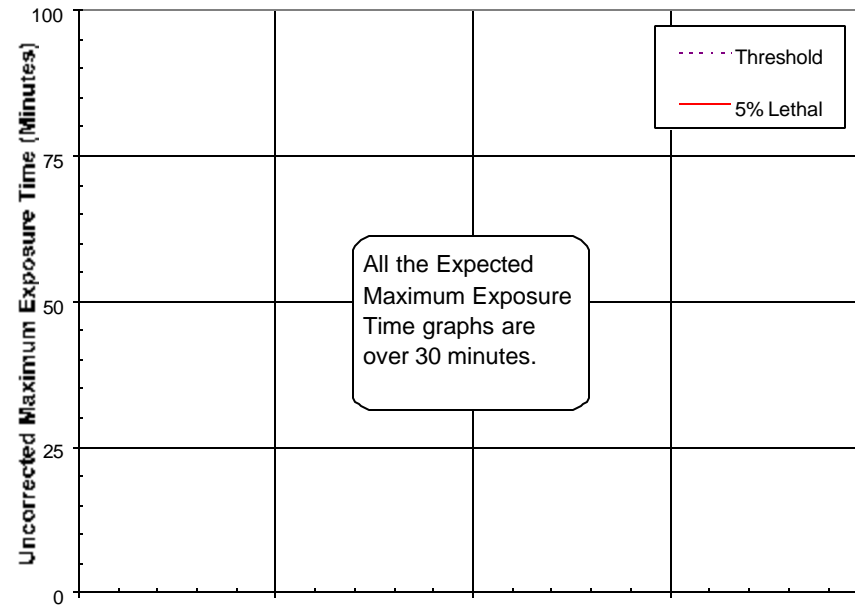 100
75
50
25
0
Uncorrected Maximum Exposure Time (Minutes)
Threshold
5% Lethal
All the Expected
Maximum Exposure
Time graphs are
over 30 minutes.